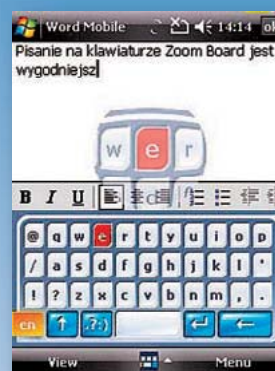 Word Mobile 14:14 ok
Pisanie na klawiaturze Zoom Board jest
wygodniejsz
w e r
B I U
@ q w e r t y u i o p
/ a s d f g h j k l '
! ? z x c v b n m , .
en .?:)
View Menu